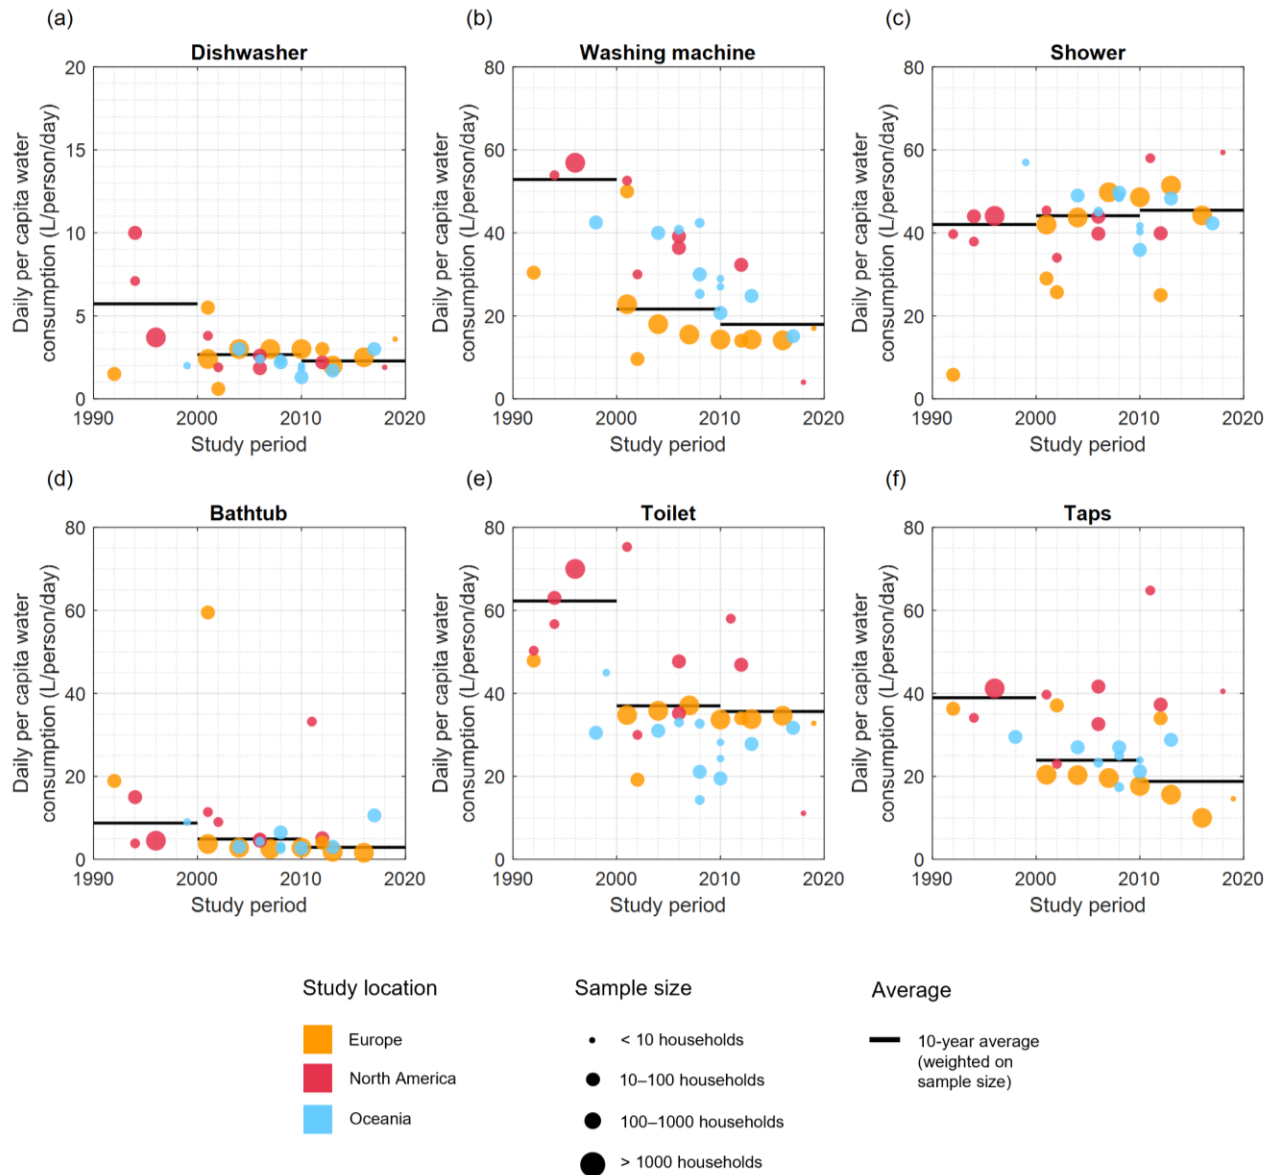 (a)
Dishwasher
Daily per capita water
consumption (L/person/day)
20
15
10
5
0
1990
2000
2010
2020
Study period
(b)
Washing machine
Daily per capita water
consumption (L/person/day)
80
60
40
20
0
1990
2000
2010
2020
Study period
(c)
Shower
Daily per capita water
consumption (L/person/day)
80
60
40
20
0
1990
2000
2010
2020
Study period
(d)
Bathtub
Daily per capita water
consumption (L/person/day)
80
60
40
20
0
1990
2000
2010
2020
Study period
(e)
Toilet
Daily per capita water
consumption (L/person/day)
80
60
40
20
0
1990
2000
2010
2020
Study period
(f)
Taps
Daily per capita water
consumption (L/person/day)
80
60
40
20
0
1990
2000
2010
2020
Study period
Study location
Europe
North America
Oceania
Sample size
< 10 households
10–100 households
100–1000 households
> 1000 households
Average
10-year average
(weighted on
sample size)